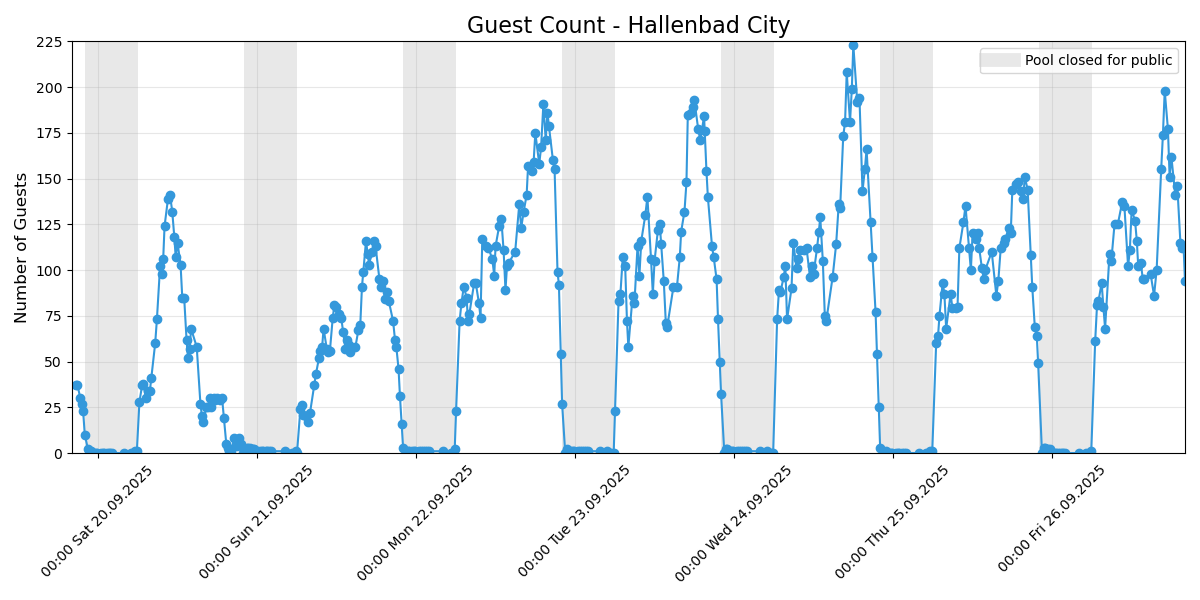 Guest Count - Hallenbad City
Pool closed for public
Number of Guests
225
200
175
150
125
100
75
50
25
0
00:00 Sat 20.09.2025
00:00 Sun 21.09.2025
00:00 Mon 22.09.2025
00:00 Tue 23.09.2025
00:00 Wed 24.09.2025
00:00 Thu 25.09.2025
00:00 Fri 26.09.2025